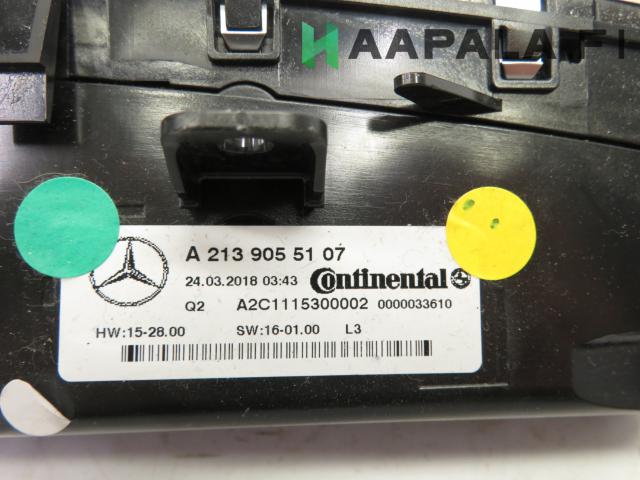 HAAPALA.FI
A 213 905 51 07
24.03.2018 03:43 Continental
Q2 A2C1115300002 0000033610
HW:15-28.00 SW:16-01.00 L3